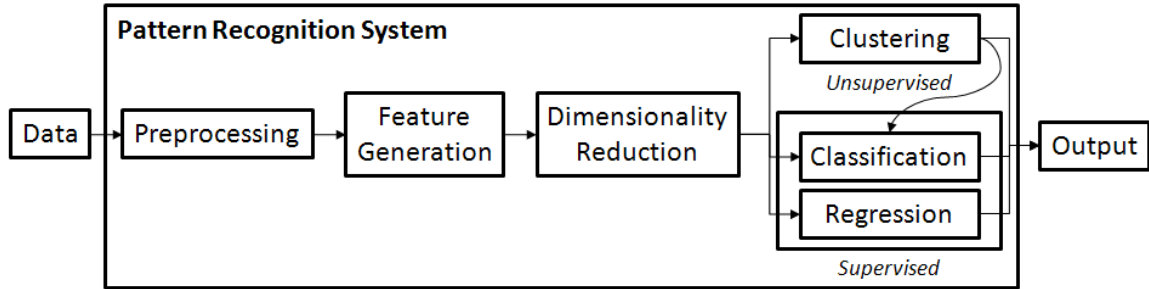 Pattern Recognition System
Data
Preprocessing
Feature
Generation
Dimensionality
Reduction
Clustering
Unsupervised
Classification
Regression
Supervised
Output